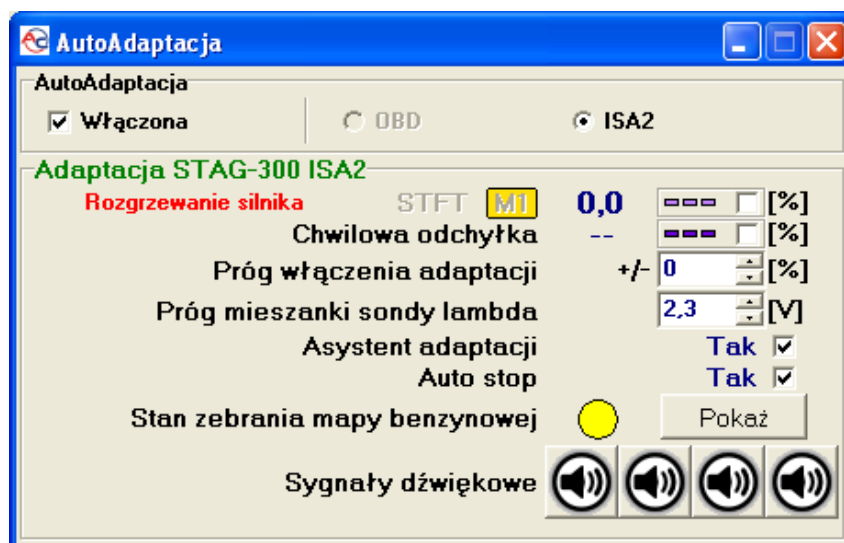 AutoAdaptacja
AutoAdaptacja
Włączona OBD ISA2
Adaptacja STAG-300 ISA2
Rozgrzewanie silnika STFT M1 0,0 [%]
Chwilowa odchyłka -- [%]
Próg włączenia adaptacji +/- 0 [%]
Próg mieszanki sondy lambda 2,3 [V]
Asystent adaptacji Tak
Auto stop Tak
Stan zebrania mapy benzynowej Pokaż
Sygnały dźwiękowe